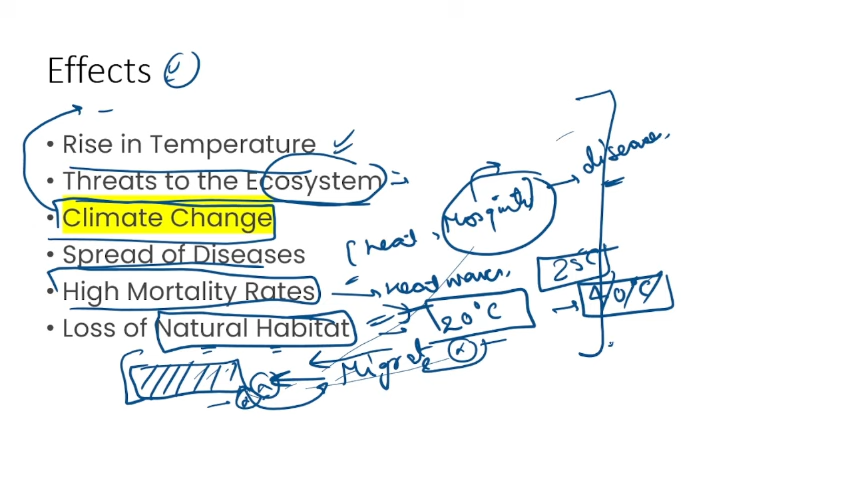 Effects
• Rise in Temperature
• Threats to the Ecosystem
• Climate Change
• Spread of Diseases
• High Mortality Rates
• Loss of Natural Habitat
disease.
Heat,
Heat waves.
25°C
40°C
20°C
Migrate